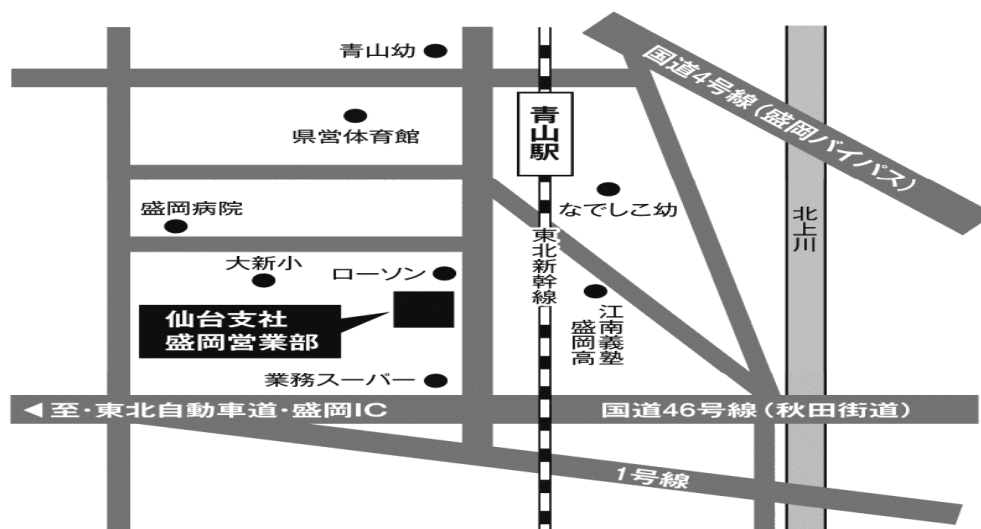 青山幼
国道4号線(盛岡バイパス)
県営体育館
青山駅
なでしこ幼
盛岡病院
北上川
東北新幹線
大新小
ローソン
仙台支社
盛岡営業部
江南義塾
盛岡高
業務スーパー
◀至・東北自動車道・盛岡IC
国道46号線(秋田街道)
1号線